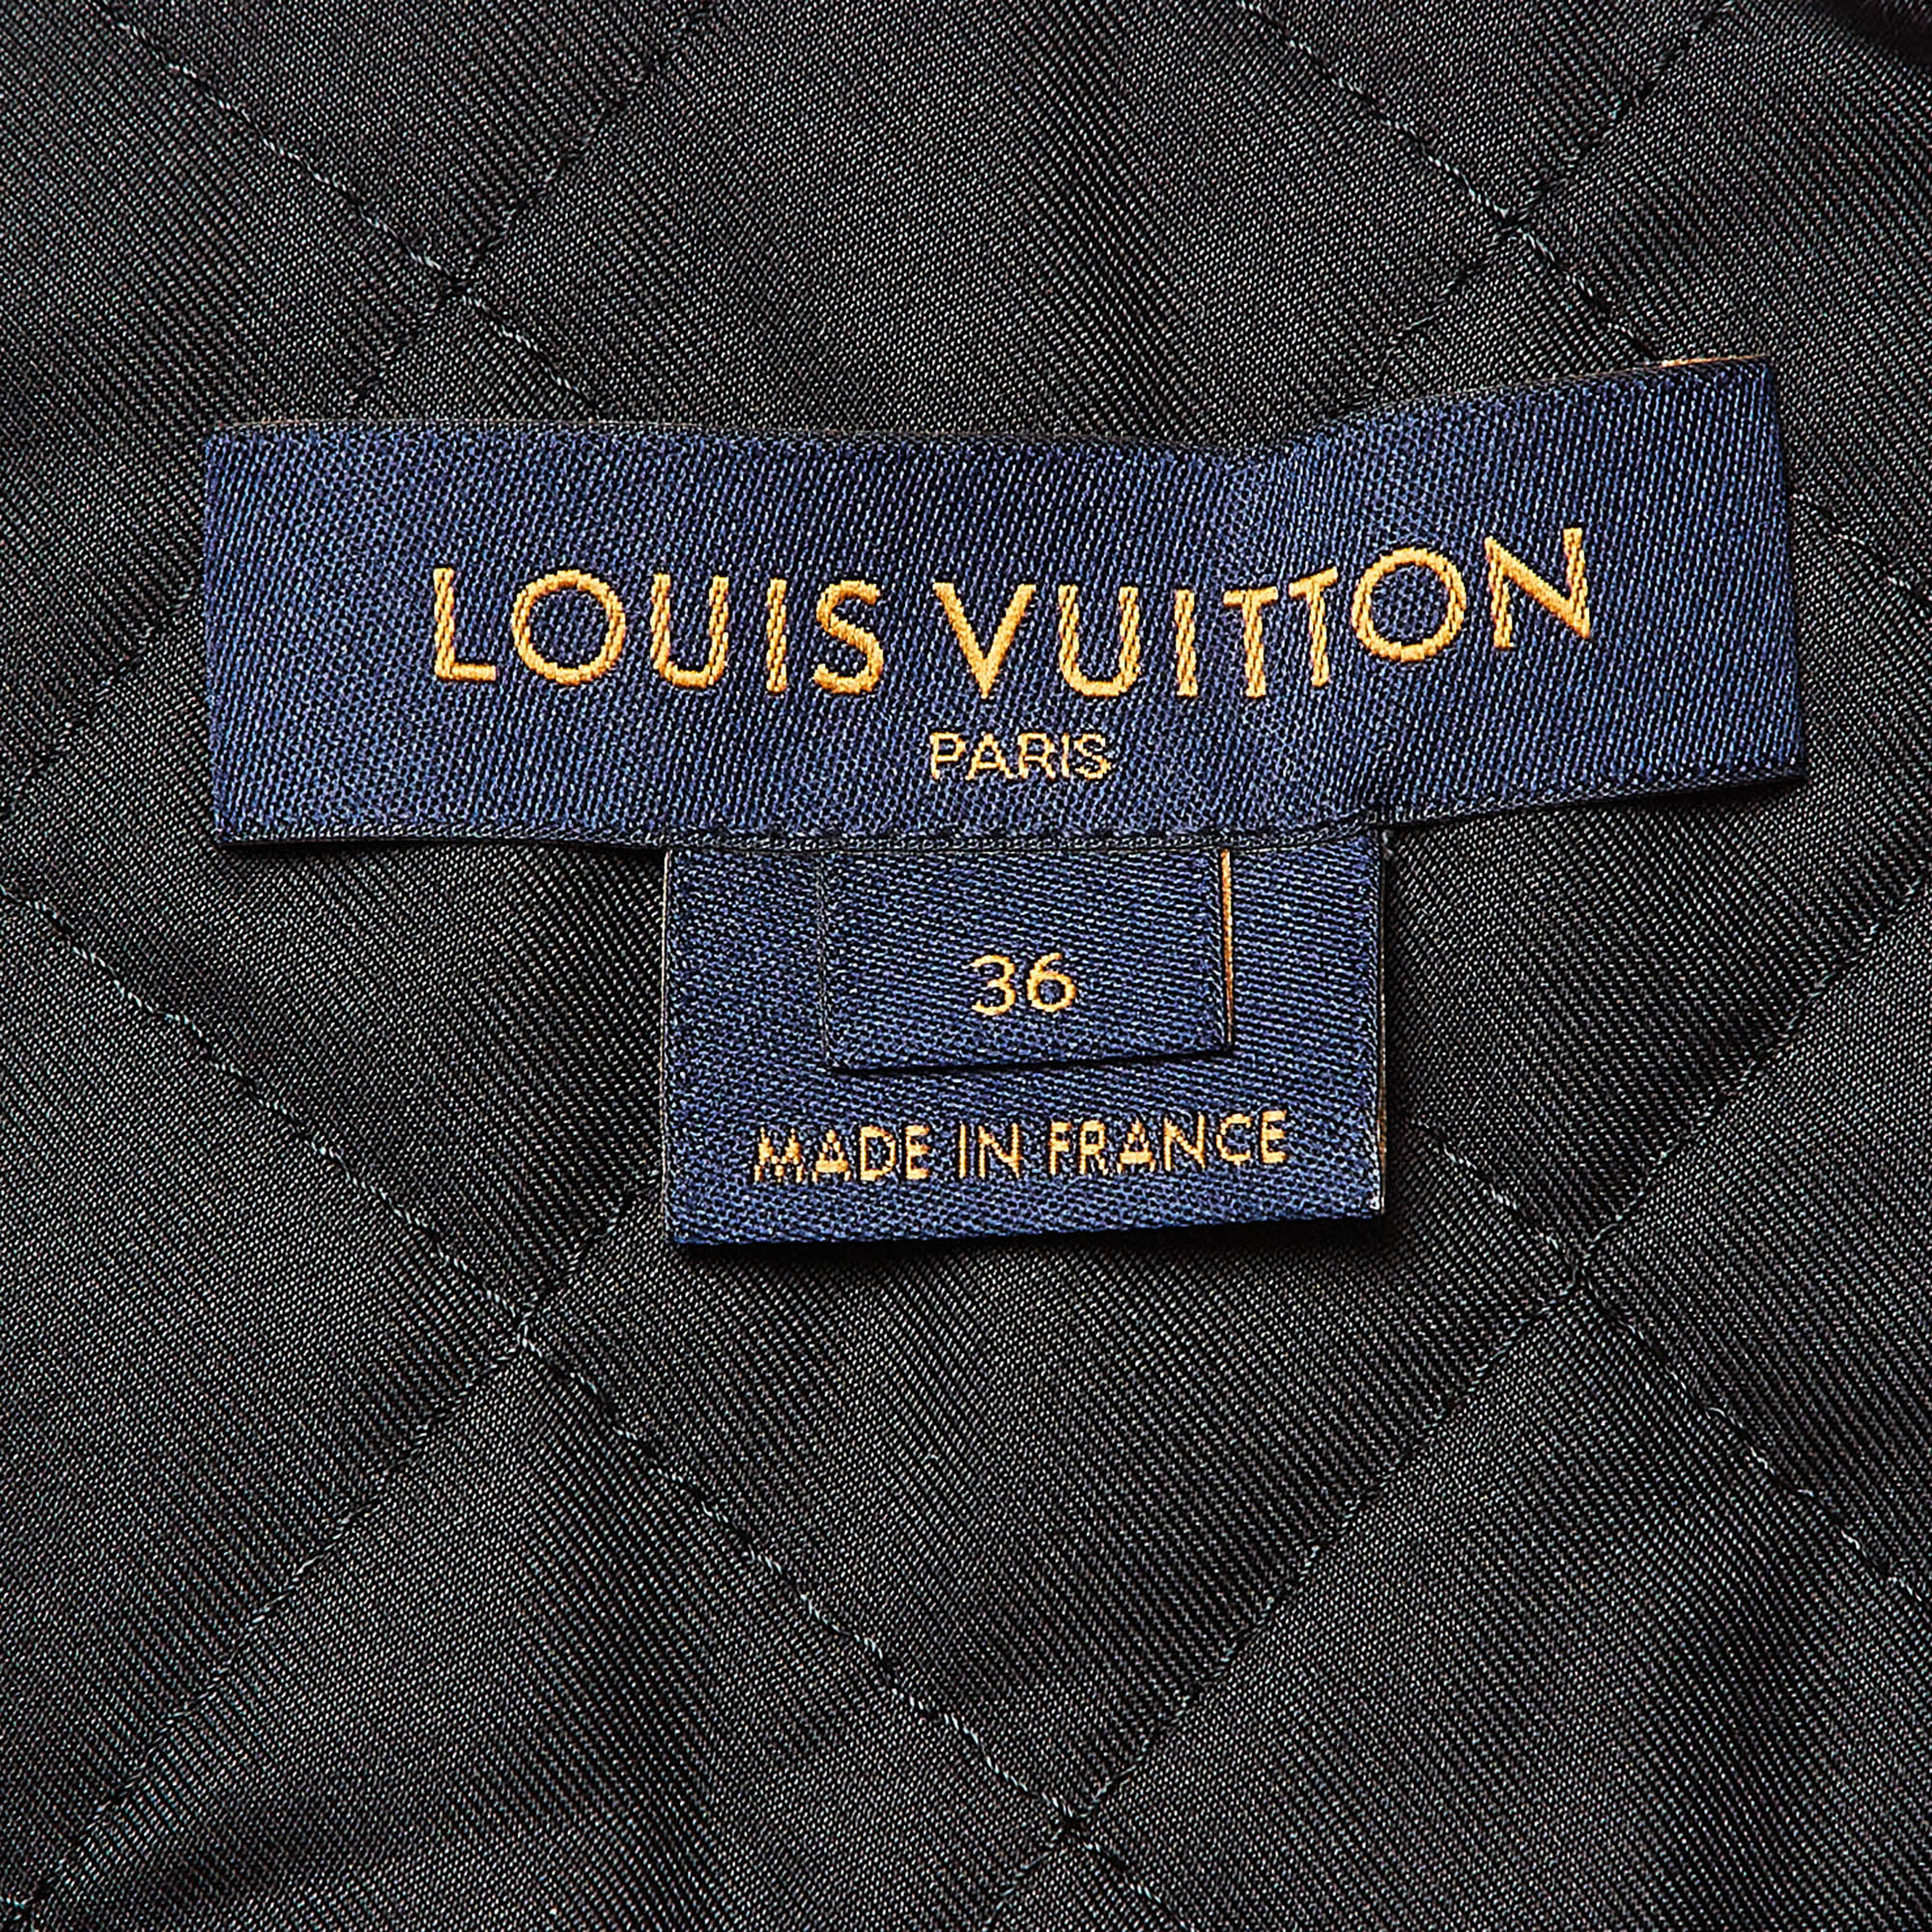 LOUIS VUITTON
PARIS
36
MADE IN FRANCE